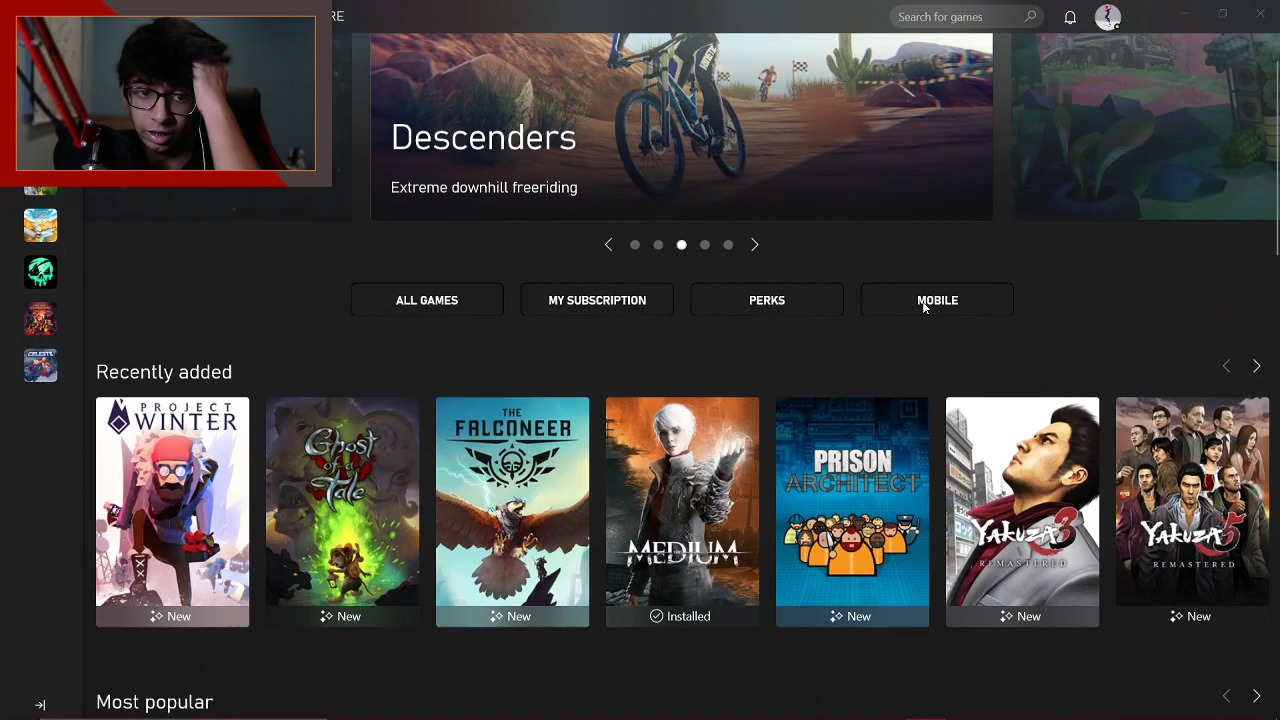 RE
Search for games
Descenders
Extreme downhill freeriding
ALL GAMES
MY SUBSCRIPTION
PERKS
MOBILE
Recently added
PROJECT
WINTER
Ghost
of a
Tale
THE
FALCONEER
MEDIUM
PRISON
ARCHITECT
YAKUZA 3
REMASTERED
YAKUZA 5
REMASTERED
New
New
New
Installed
New
New
New
CELESTE
Most popular